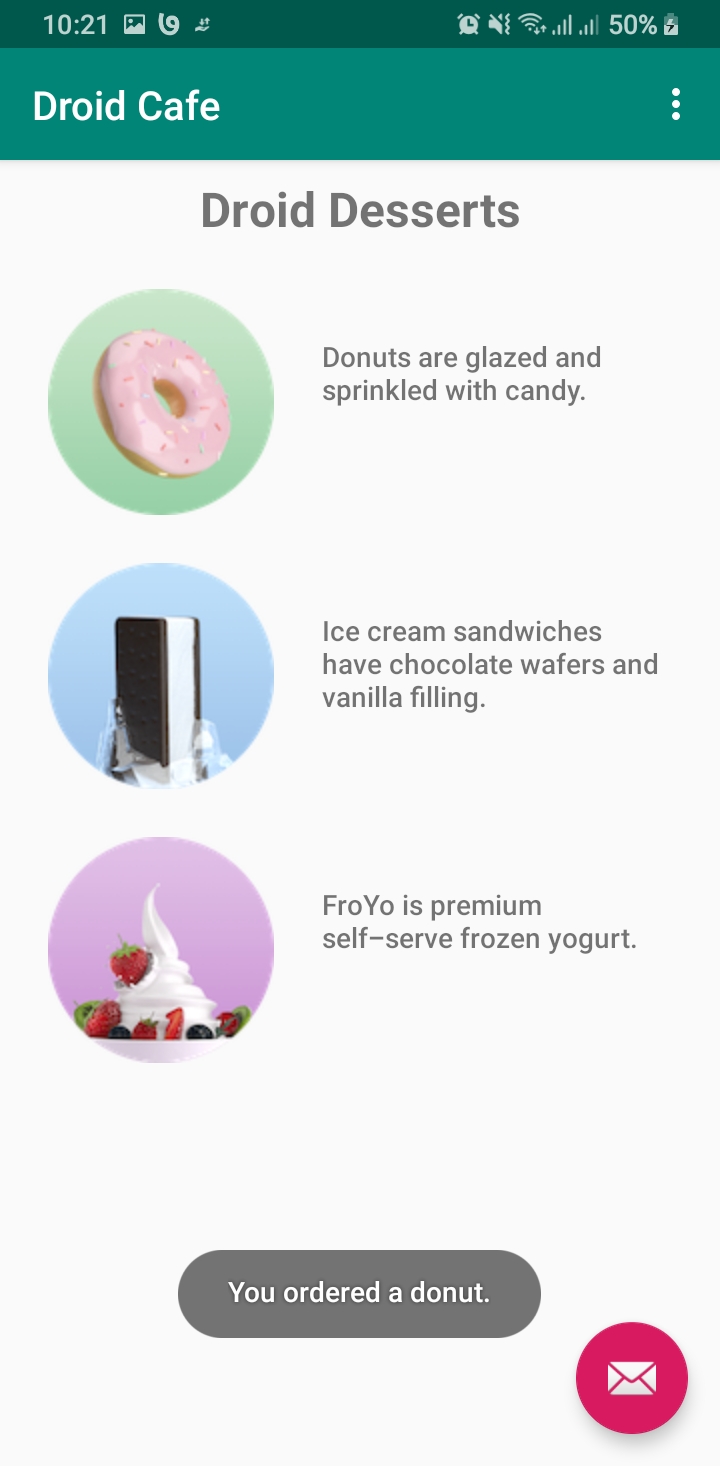 10:21 50%
Droid Cafe
Droid Desserts
Donuts are glazed and
sprinkled with candy.
Ice cream sandwiches
have chocolate wafers and
vanilla filling.
FroYo is premium
self–serve frozen yogurt.
You ordered a donut.